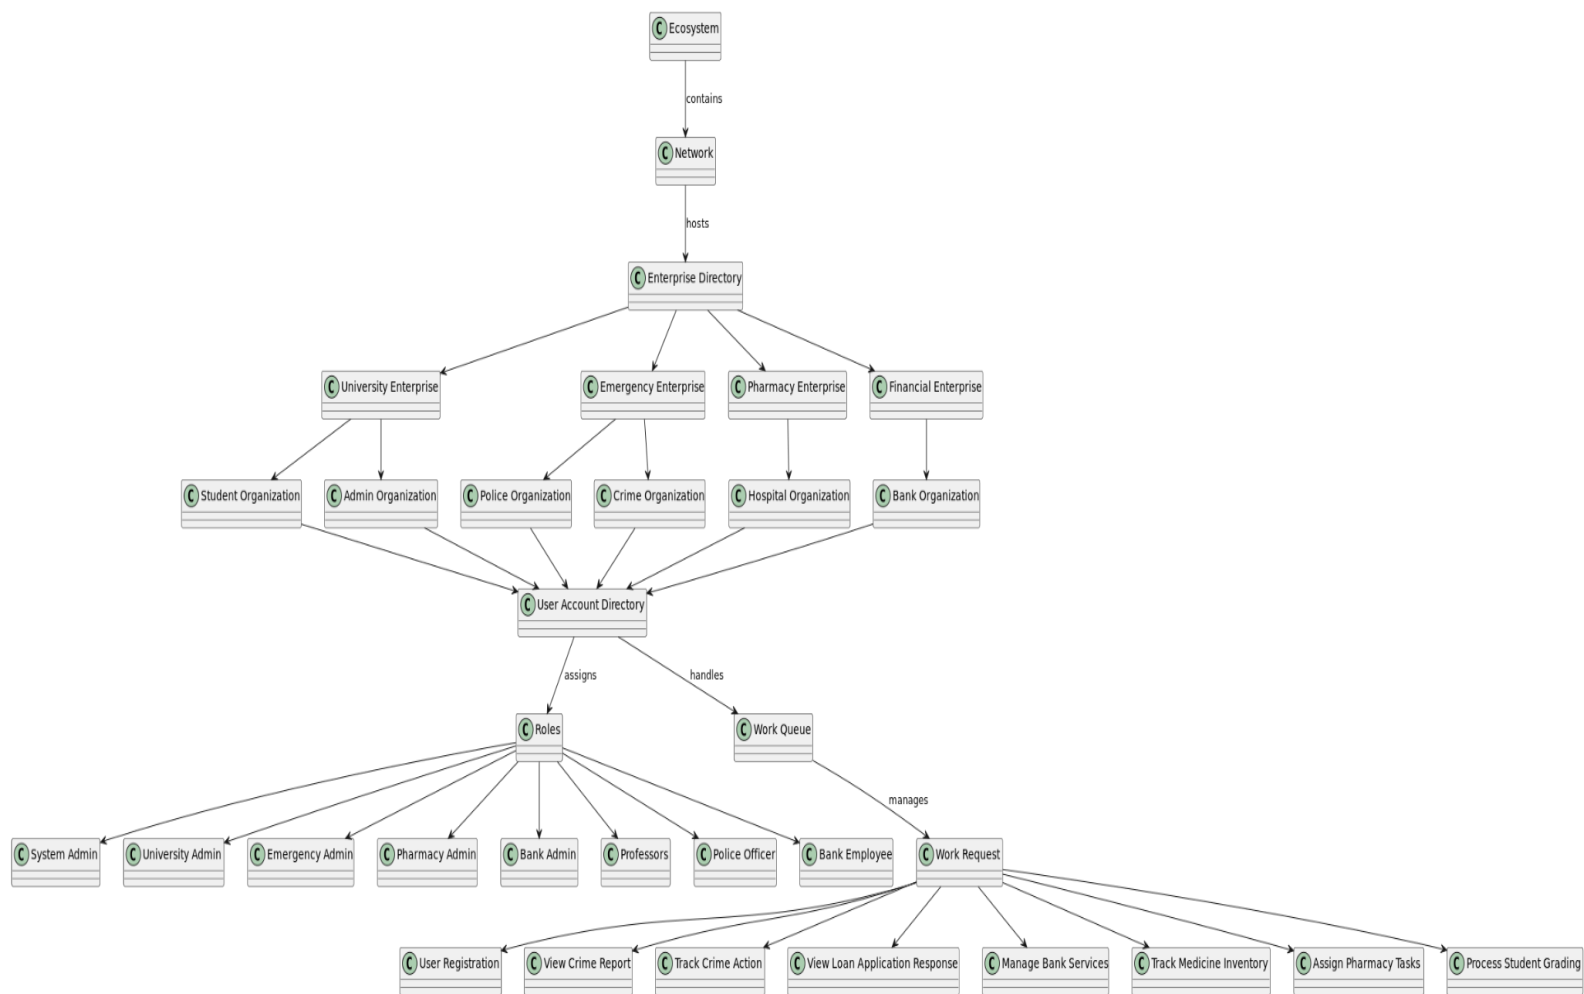 C Ecosystem
contains
C Network
hosts
C Enterprise Directory
C University Enterprise
C Emergency Enterprise
C Pharmacy Enterprise
C Financial Enterprise
C Student Organization
C Admin Organization
C Police Organization
C Crime Organization
C Hospital Organization
C Bank Organization
C User Account Directory
assigns
handles
C Roles
C Work Queue
manages
C System Admin
C University Admin
C Emergency Admin
C Pharmacy Admin
C Bank Admin
C Professors
C Police Officer
C Bank Employee
C Work Request
C User Registration
C View Crime Report
C Track Crime Action
C View Loan Application Response
C Manage Bank Services
C Track Medicine Inventory
C Assign Pharmacy Tasks
C Process Student Grading